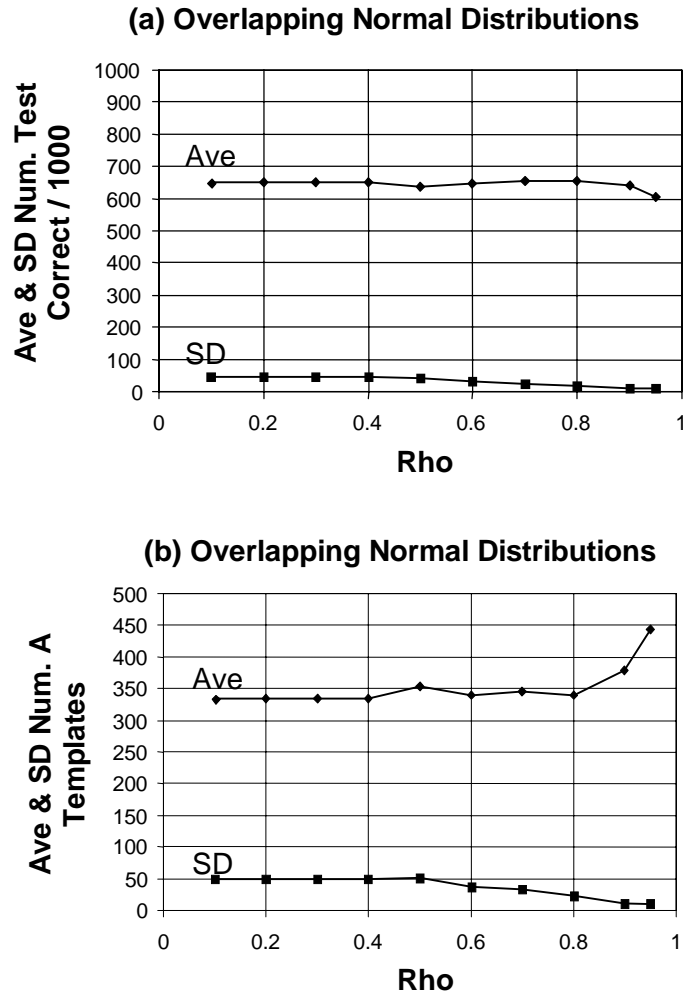 (a) Overlapping Normal Distributions
Ave & SD Num. Test
Correct / 1000
1000
900
800
700
600
500
400
300
200
100
0
Ave
SD
0 0.2 0.4 0.6 0.8 1
Rho
(b) Overlapping Normal Distributions
Ave & SD Num. A
Templates
500
450
400
350
300
250
200
150
100
50
0
Ave
SD
0 0.2 0.4 0.6 0.8 1
Rho